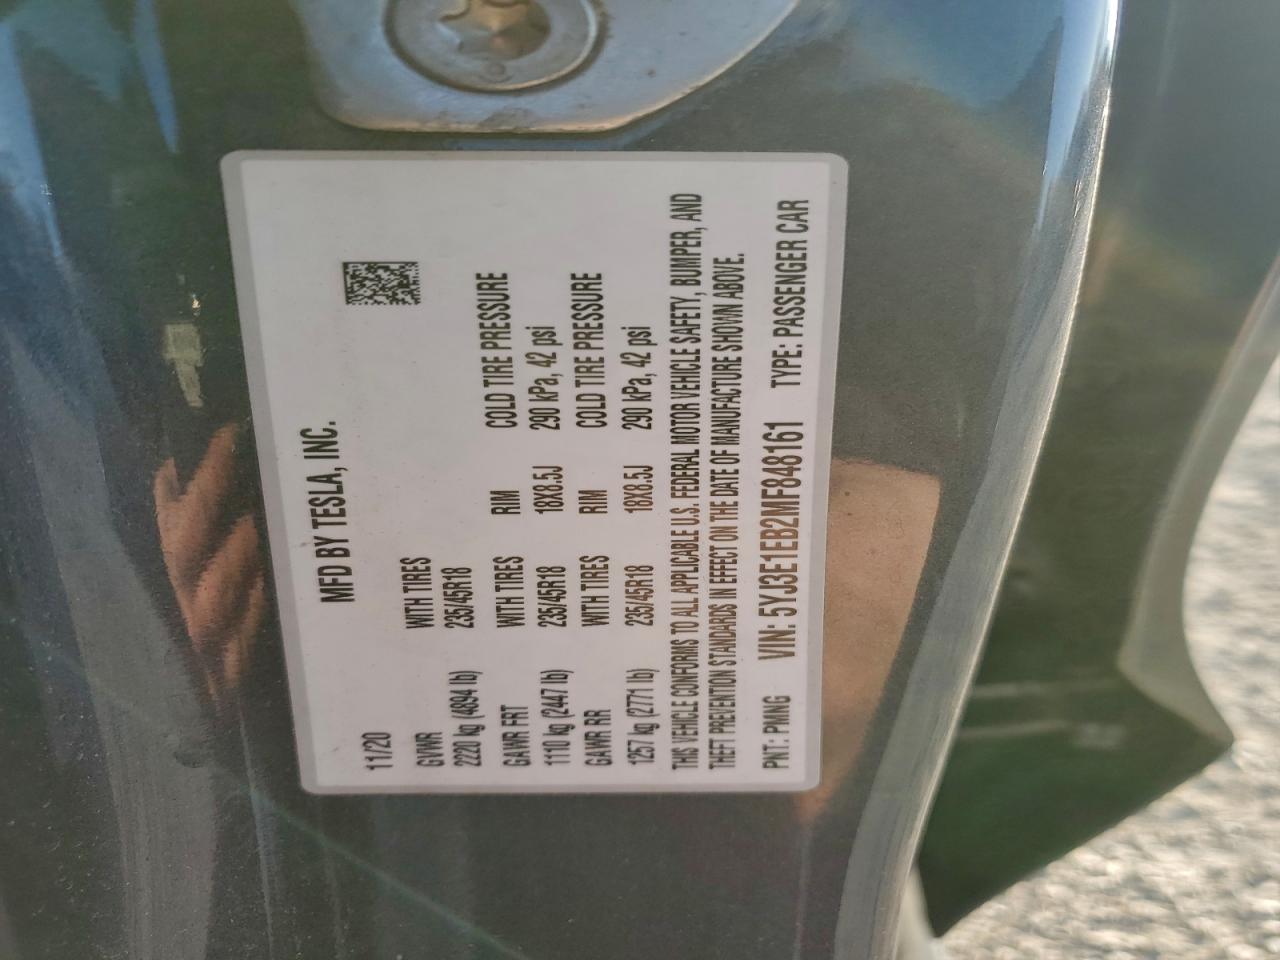 MFD BY TESLA, INC.
11/20
GVWR WITH TIRES
2220 kg (4894 lb) 235/45R18
GAWR FRT WITH TIRES RIM COLD TIRE PRESSURE
1110 kg (2447 lb) 235/45R18 18X8.5J 290 kPa, 42 psi
GAWR RR WITH TIRES RIM COLD TIRE PRESSURE
1257 kg (2771 lb) 235/45R18 18X8.5J 290 kPa, 42 psi
THIS VEHICLE CONFORMS TO ALL APPLICABLE U.S. FEDERAL MOTOR VEHICLE SAFETY, BUMPER, AND
THEFT PREVENTION STANDARDS IN EFFECT ON THE DATE OF MANUFACTURE SHOWN ABOVE.
PNT: PMNG VIN: 5YJ3E1EB2MF848161 TYPE: PASSENGER CAR